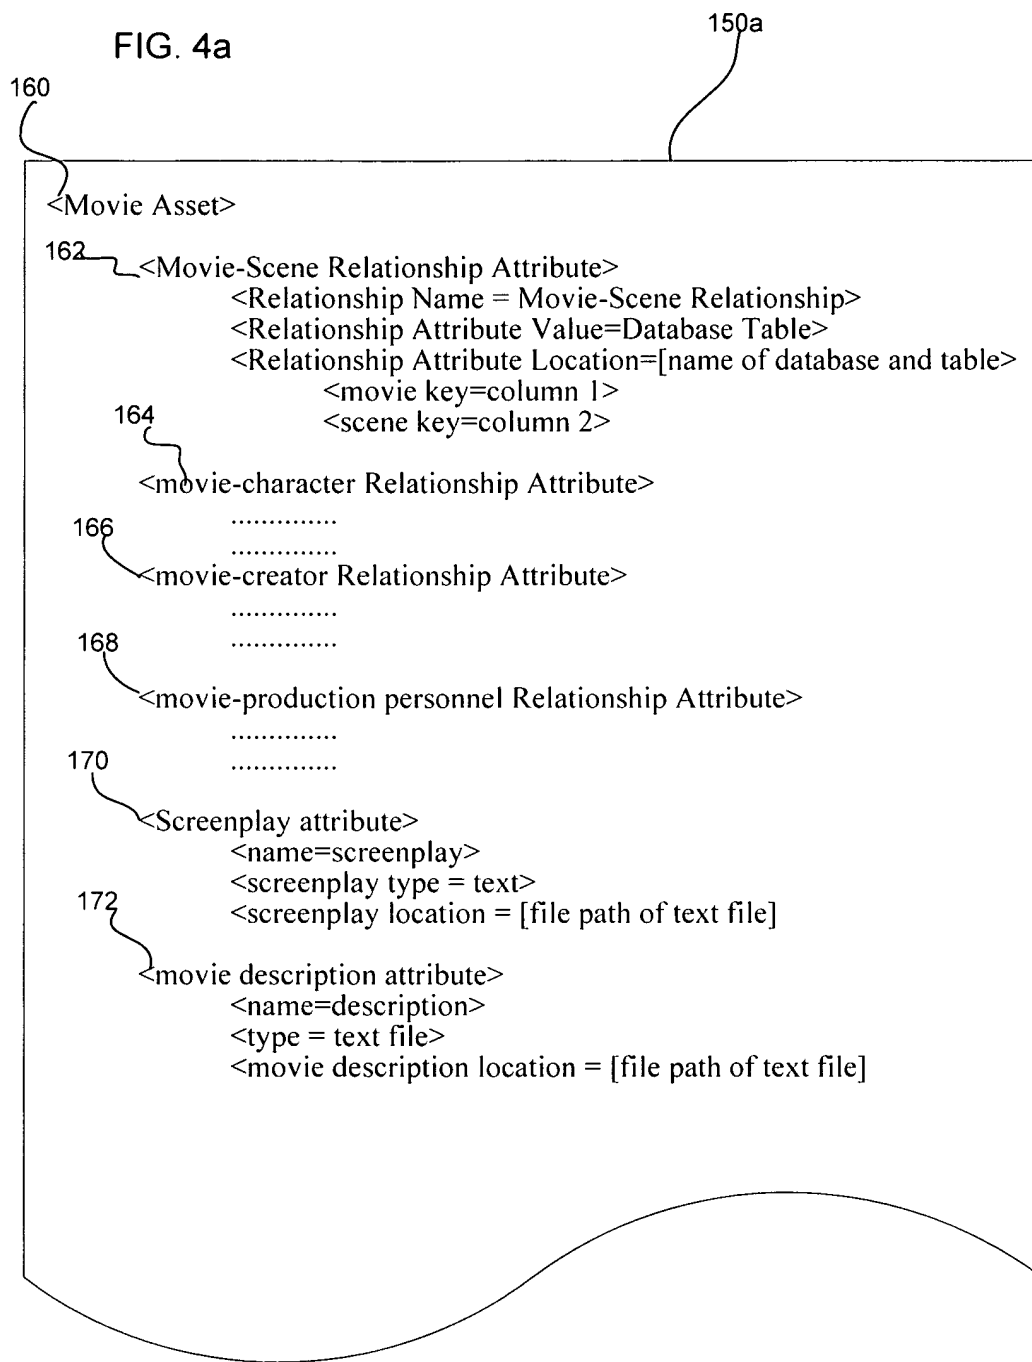 150a
FIG. 4a
160
<Movie Asset>
162
<Movie-Scene Relationship Attribute>
<Relationship Name = Movie-Scene Relationship>
<Relationship Attribute Value=Database Table>
<Relationship Attribute Location=[name of database and table>
<movie key=column 1>
<scene key=column 2>
164
<movie-character Relationship Attribute>
..............
..............
166
<movie-creator Relationship Attribute>
..............
..............
168
<movie-production personnel Relationship Attribute>
..............
..............
170
<Screenplay attribute>
<name=screenplay>
<screenplay type = text>
<screenplay location = [file path of text file]
172
<movie description attribute>
<name=description>
<type = text file>
<movie description location = [file path of text file]